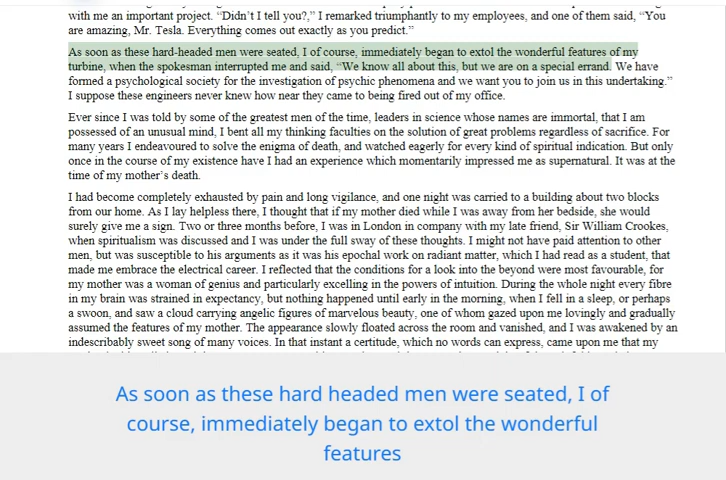 with me an important project. “Didn’t I tell you?,” I remarked triumphantly to my employees, and one of them said, “You
are amazing, Mr. Tesla. Everything comes out exactly as you predict.”
As soon as these hard-headed men were seated, I of course, immediately began to extol the wonderful features of my
turbine, when the spokesman interrupted me and said, “We know all about this, but we are on a special errand. We have
formed a psychological society for the investigation of psychic phenomena and we want you to join us in this undertaking.”
I suppose these engineers never knew how near they came to being fired out of my office.
Ever since I was told by some of the greatest men of the time, leaders in science whose names are immortal, that I am
possessed of an unusual mind, I bent all my thinking faculties on the solution of great problems regardless of sacrifice. For
many years I endeavoured to solve the enigma of death, and watched eagerly for every kind of spiritual indication. But only
once in the course of my existence have I had an experience which momentarily impressed me as supernatural. It was at the
time of my mother’s death.
I had become completely exhausted by pain and long vigilance, and one night was carried to a building about two blocks
from our home. As I lay helpless there, I thought that if my mother died while I was away from her bedside, she would
surely give me a sign. Two or three months before, I was in London in company with my late friend, Sir William Crookes,
when spiritualism was discussed and I was under the full sway of these thoughts. I might not have paid attention to other
men, but was susceptible to his arguments as it was his epochal work on radiant matter, which I had read as a student, that
made me embrace the electrical career. I reflected that the conditions for a look into the beyond were most favourable, for
my mother was a woman of genius and particularly excelling in the powers of intuition. During the whole night every fibre
in my brain was strained in expectancy, but nothing happened until early in the morning, when I fell in a sleep, or perhaps
a swoon, and saw a cloud carrying angelic figures of marvelous beauty, one of whom gazed upon me lovingly and gradually
assumed the features of my mother. The appearance slowly floated across the room and vanished, and I was awakened by an
indescribably sweet song of many voices. In that instant a certitude, which no words can express, came upon me that my
As soon as these hard headed men were seated, I of
course, immediately began to extol the wonderful
features